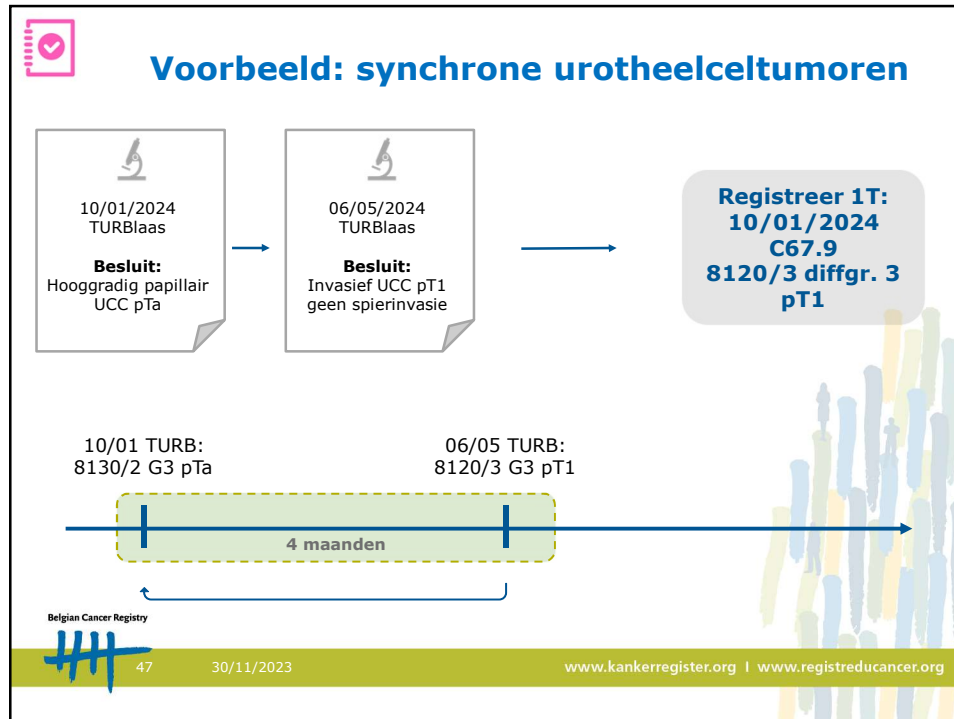 Voorbeeld: synchrone urotheelceltumoren
10/01/2024
TURBlaas
Besluit:
Hooggradig papillair
UCC pTa
06/05/2024
TURBlaas
Besluit:
Invasief UCC pT1
geen spierinvasie
Registreer 1T:
10/01/2024
C67.9
8120/3 diffgr. 3
pT1
10/01 TURB:
8130/2 G3 pTa
06/05 TURB:
8120/3 G3 pT1
4 maanden
Belgian Cancer Registry
47
30/11/2023
www.kankerregister.org I www.registreducancer.org